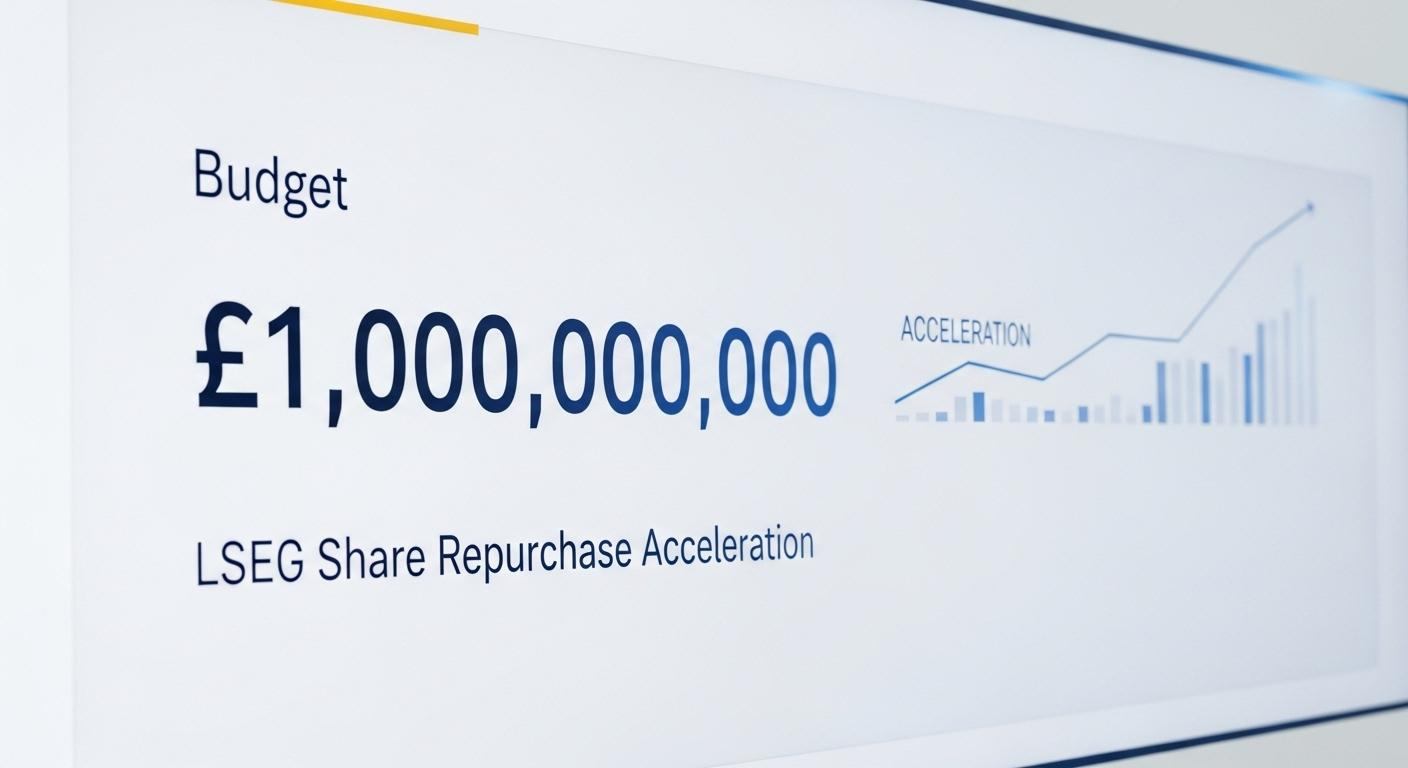 Budget
£1,000,000,000
ACCELERATION
LSEG Share Repurchase Acceleration